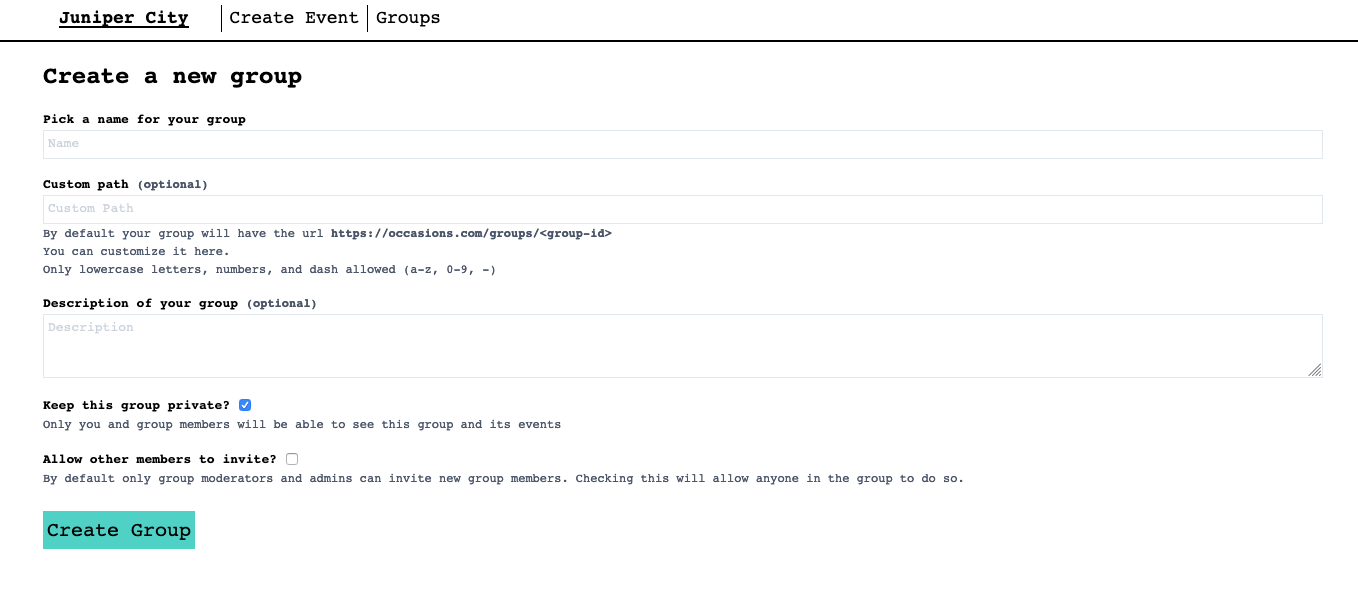 Juniper City Create Event Groups
Create a new group
Pick a name for your group
Name
Custom path (optional)
Custom Path
By default your group will have the url https://occasions.com/groups/<group-id>
You can customize it here.
Only lowercase letters, numbers, and dash allowed (a-z, 0-9, -)
Description of your group (optional)
Description
Keep this group private?
Only you and group members will be able to see this group and its events
Allow other members to invite?
By default only group moderators and admins can invite new group members. Checking this will allow anyone in the group to do so.
Create Group